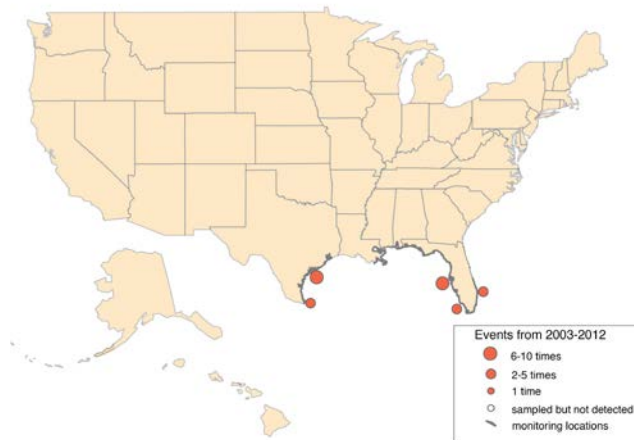 Events from 2003-2012
6-10 times
2-5 times
1 time
sampled but not detected
monitoring locations